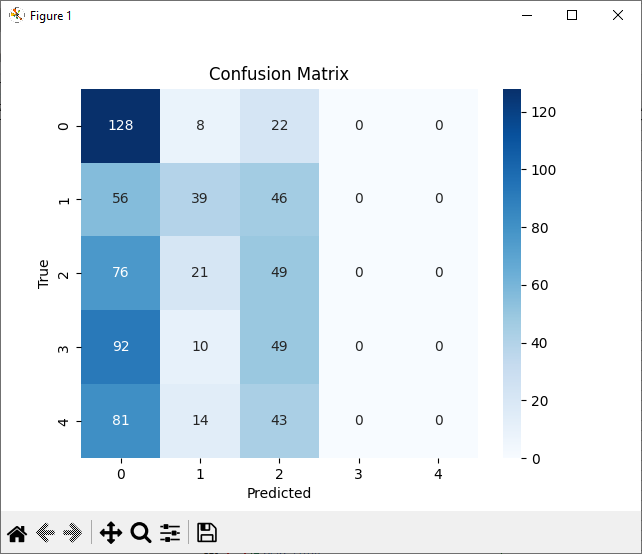 Figure 1
Confusion Matrix
0 128 8 22 0 0
1 56 39 46 0 0
2 76 21 49 0 0
3 92 10 49 0 0
4 81 14 43 0 0
0 1 2 3 4
True
Predicted
120
100
80
60
40
20
0